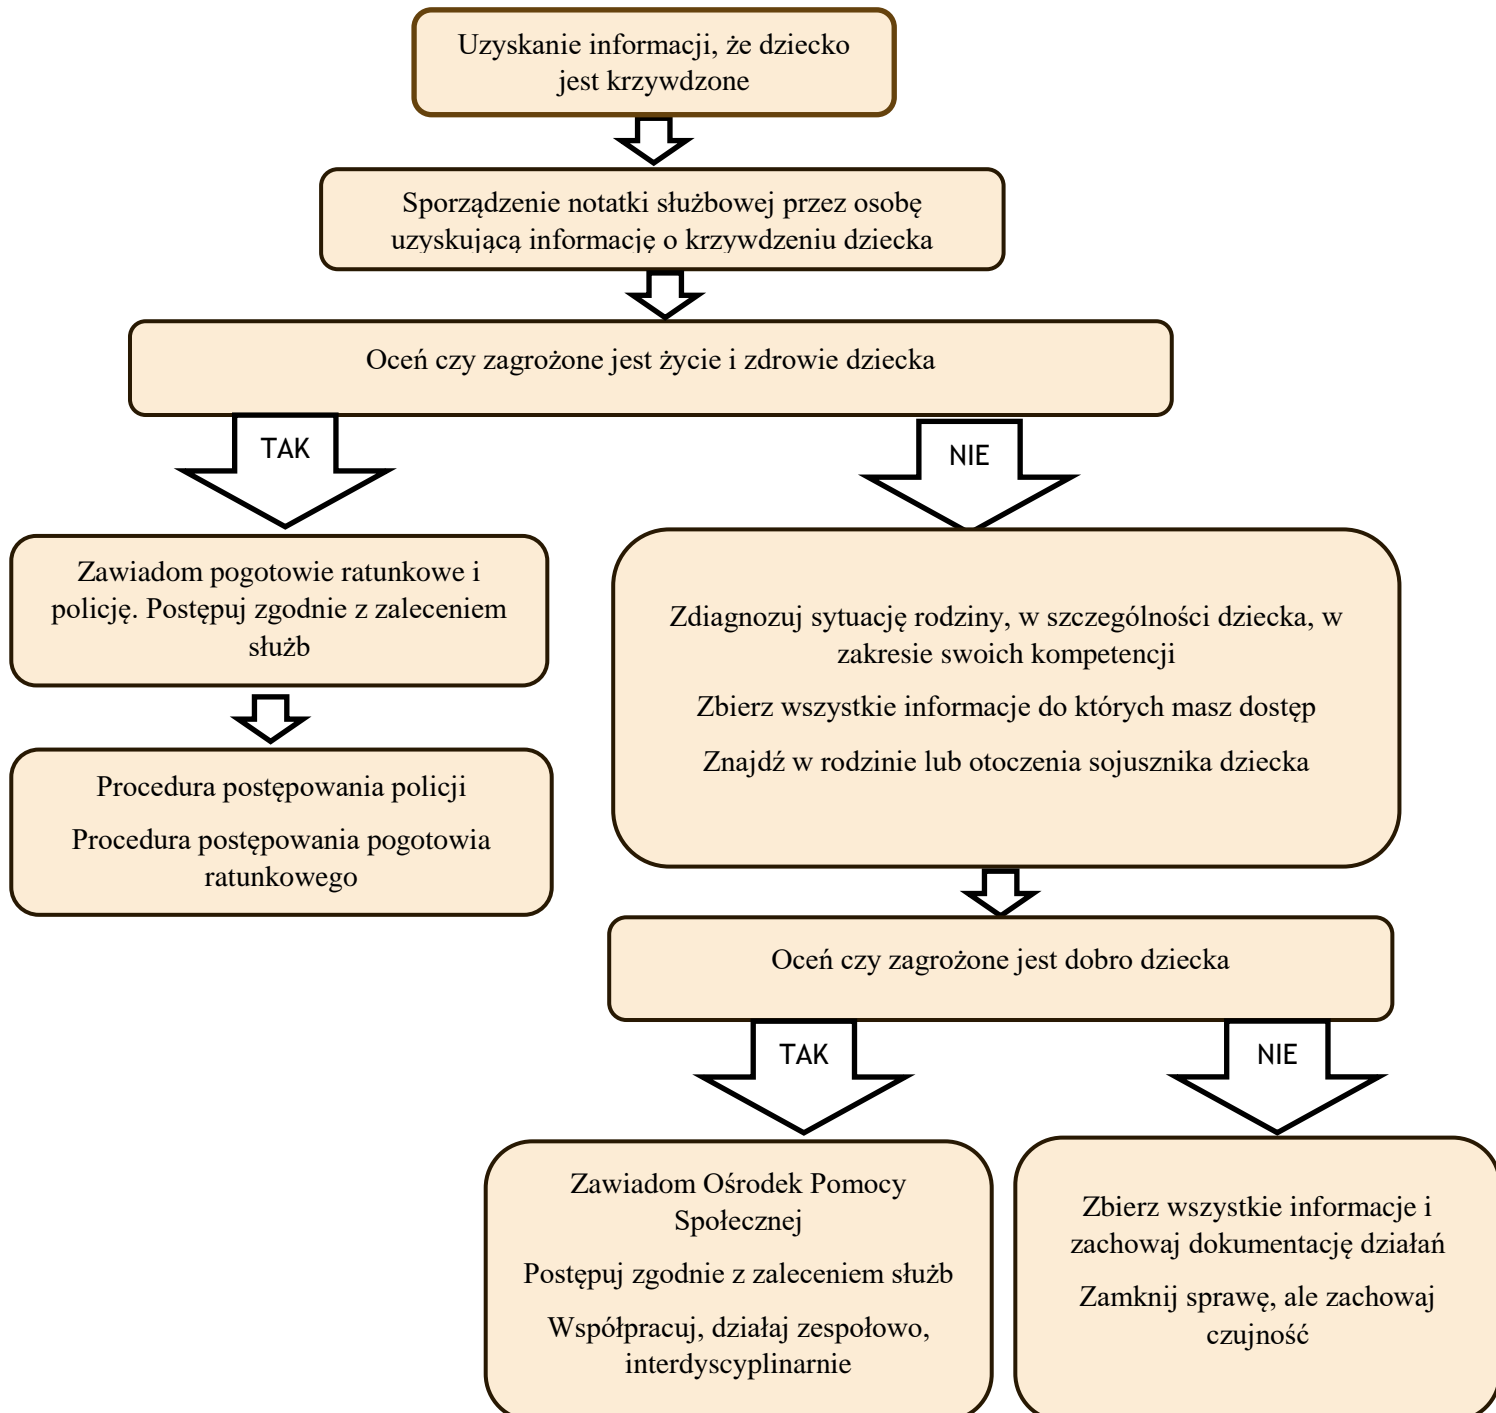 Uzyskanie informacji, że dziecko
jest krzywdzone
Sporządzenie notatki służbowej przez osobę
uzyskującą informację o krzywdzeniu dziecka
Oceń czy zagrożone jest życie i zdrowie dziecka
TAK
NIE
Zawiadom pogotowie ratunkowe i
policję. Postępuj zgodnie z zaleceniem
służb
Procedura postępowania policji
Procedura postępowania pogotowia
ratunkowego
Zdiagnozuj sytuację rodziny, w szczególności dziecka, w
zakresie swoich kompetencji
Zbierz wszystkie informacje do których masz dostęp
Znajdź w rodzinie lub otoczenia sojusznika dziecka
Oceń czy zagrożone jest dobro dziecka
TAK
NIE
Zawiadom Ośrodek Pomocy
Społecznej
Postępuj zgodnie z zaleceniem służb
Współpracuj, działaj zespołowo,
interdyscyplinarnie
Zbierz wszystkie informacje i
zachowaj dokumentację działań
Zamknij sprawę, ale zachowaj
czujność